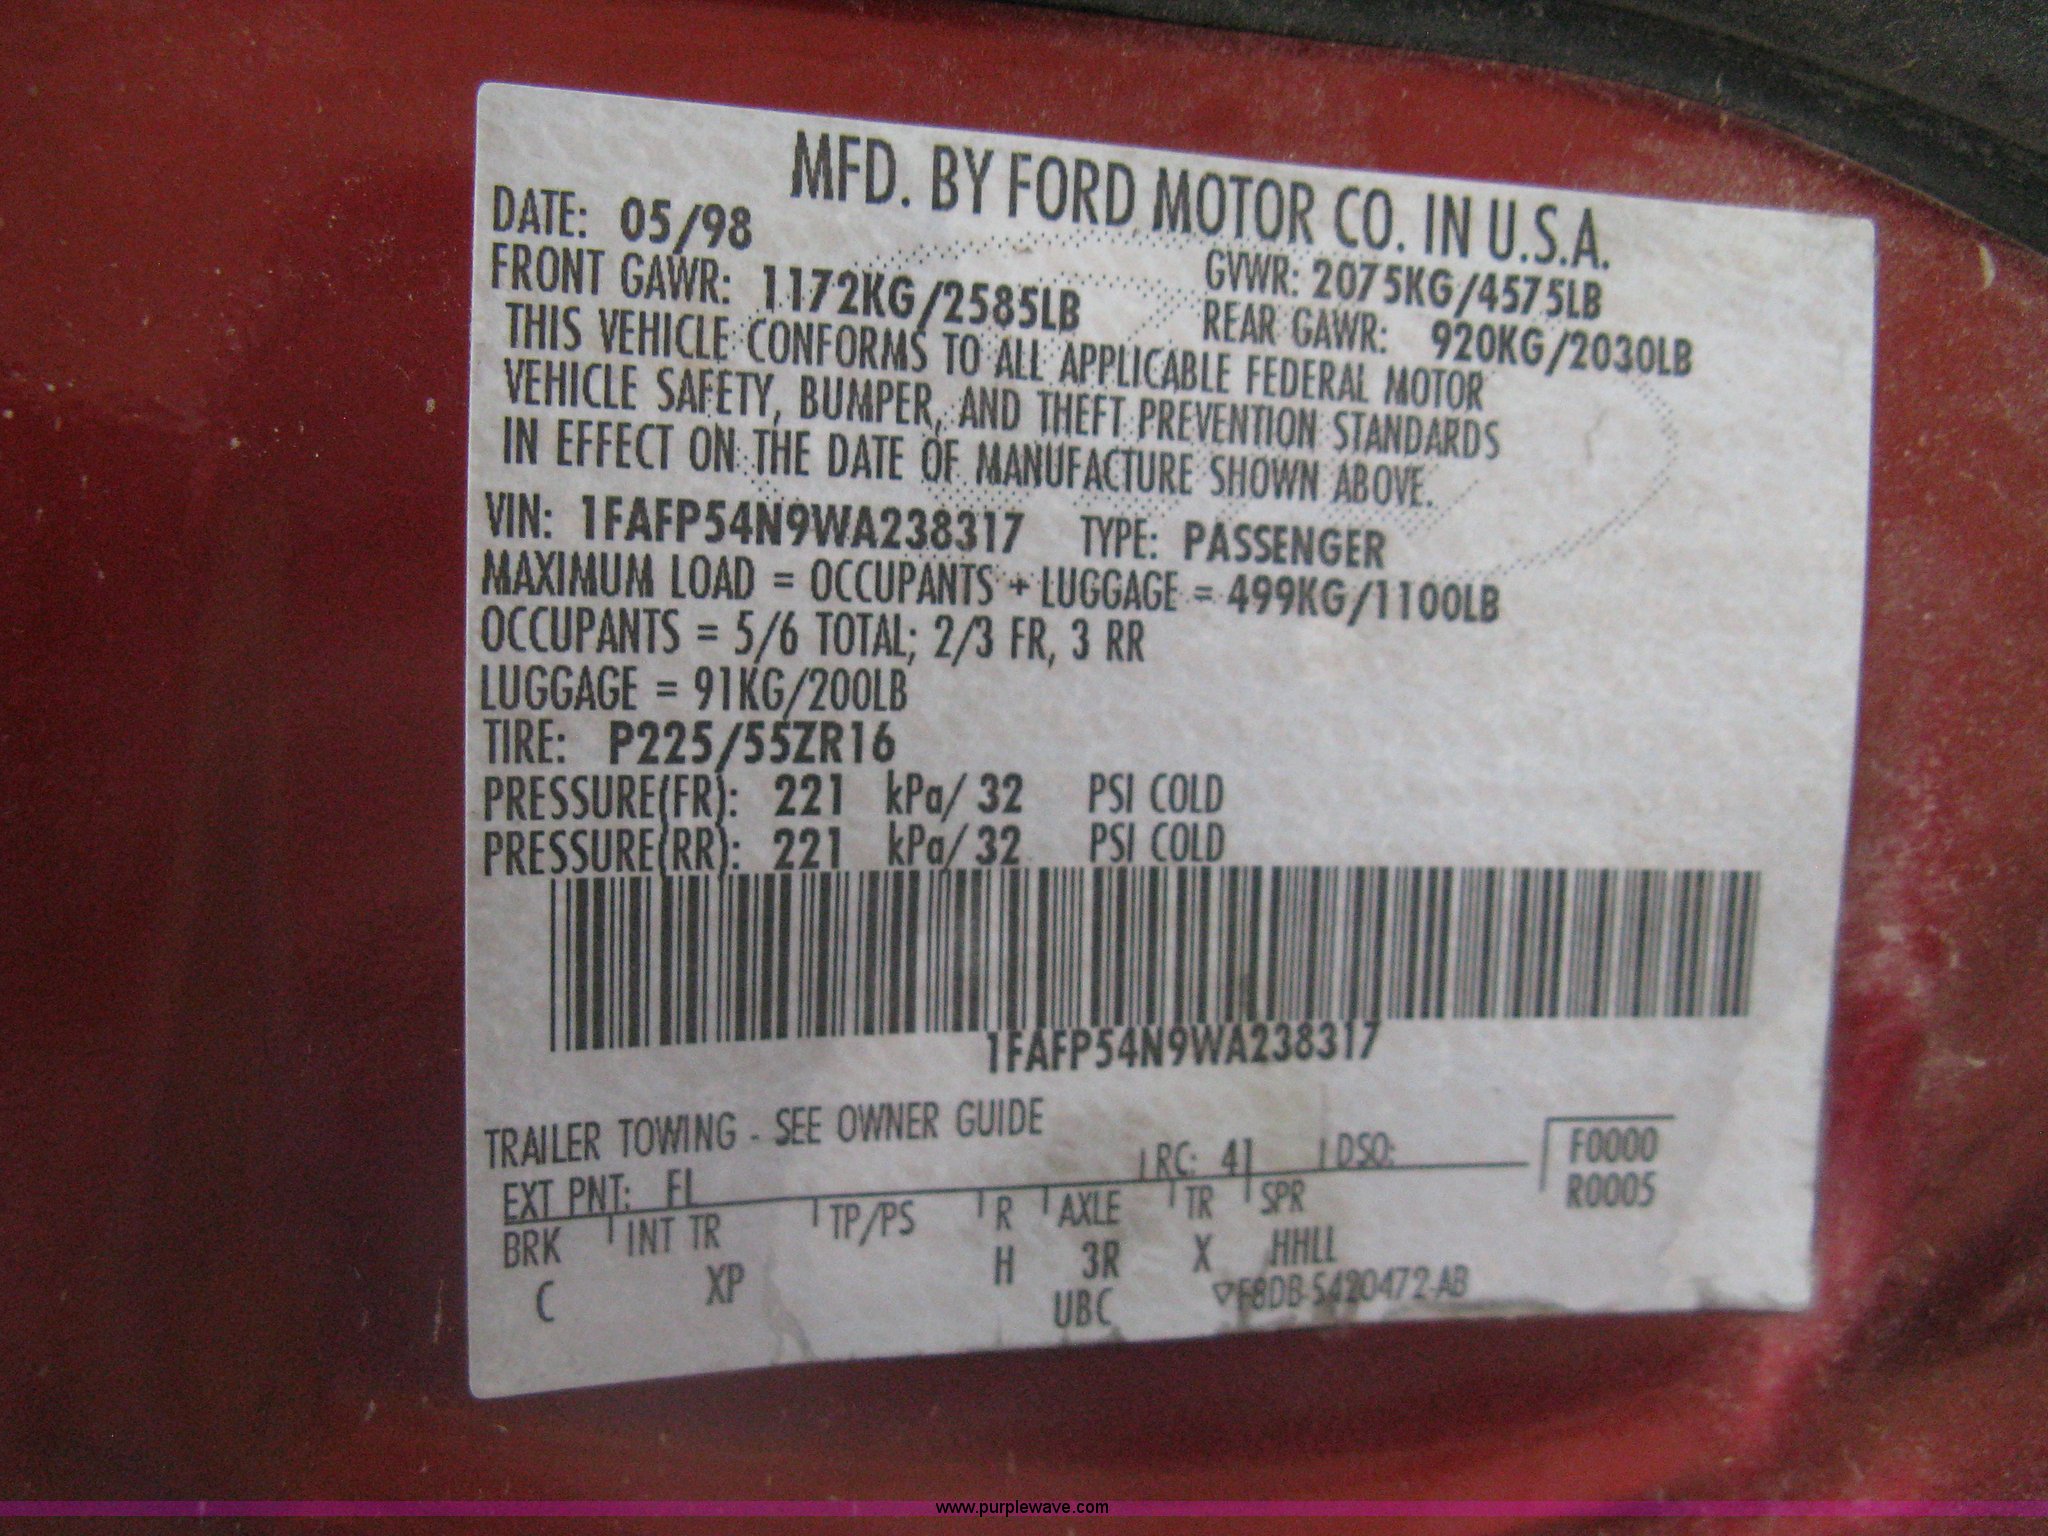 MFD. BY FORD MOTOR CO. IN U.S.A.
DATE: 05/98
GVWR: 2075KG/4575LB
FRONT GAWR: 1172KG/2585LB
REAR GAWR: 920KG/2030LB
THIS VEHICLE CONFORMS TO ALL APPLICABLE FEDERAL MOTOR
VEHICLE SAFETY, BUMPER, AND THEFT PREVENTION STANDARDS
IN EFFECT ON THE DATE OF MANUFACTURE SHOWN ABOVE.
VIN: 1FAFP54N9WA238317 TYPE: PASSENGER
MAXIMUM LOAD = OCCUPANTS + LUGGAGE = 499KG/1100LB
OCCUPANTS = 5/6 TOTAL; 2/3 FR, 3 RR
LUGGAGE = 91KG/200LB
TIRE: P225/55ZR16
PRESSURE(FR): 221 kPa/ 32 PSI COLD
PRESSURE(RR): 221 kPa/ 32 PSI COLD
1FAFP54N9WA238317
TRAILER TOWING - SEE OWNER GUIDE
EXT PNT: FL RC: 41 DSO: F0000
R0005
BRK INT TR TP/PS R AXLE TR SPR
C XP H 3R X HHLL
UBC ▽F8DB-5420472-AB
www.purplewave.com